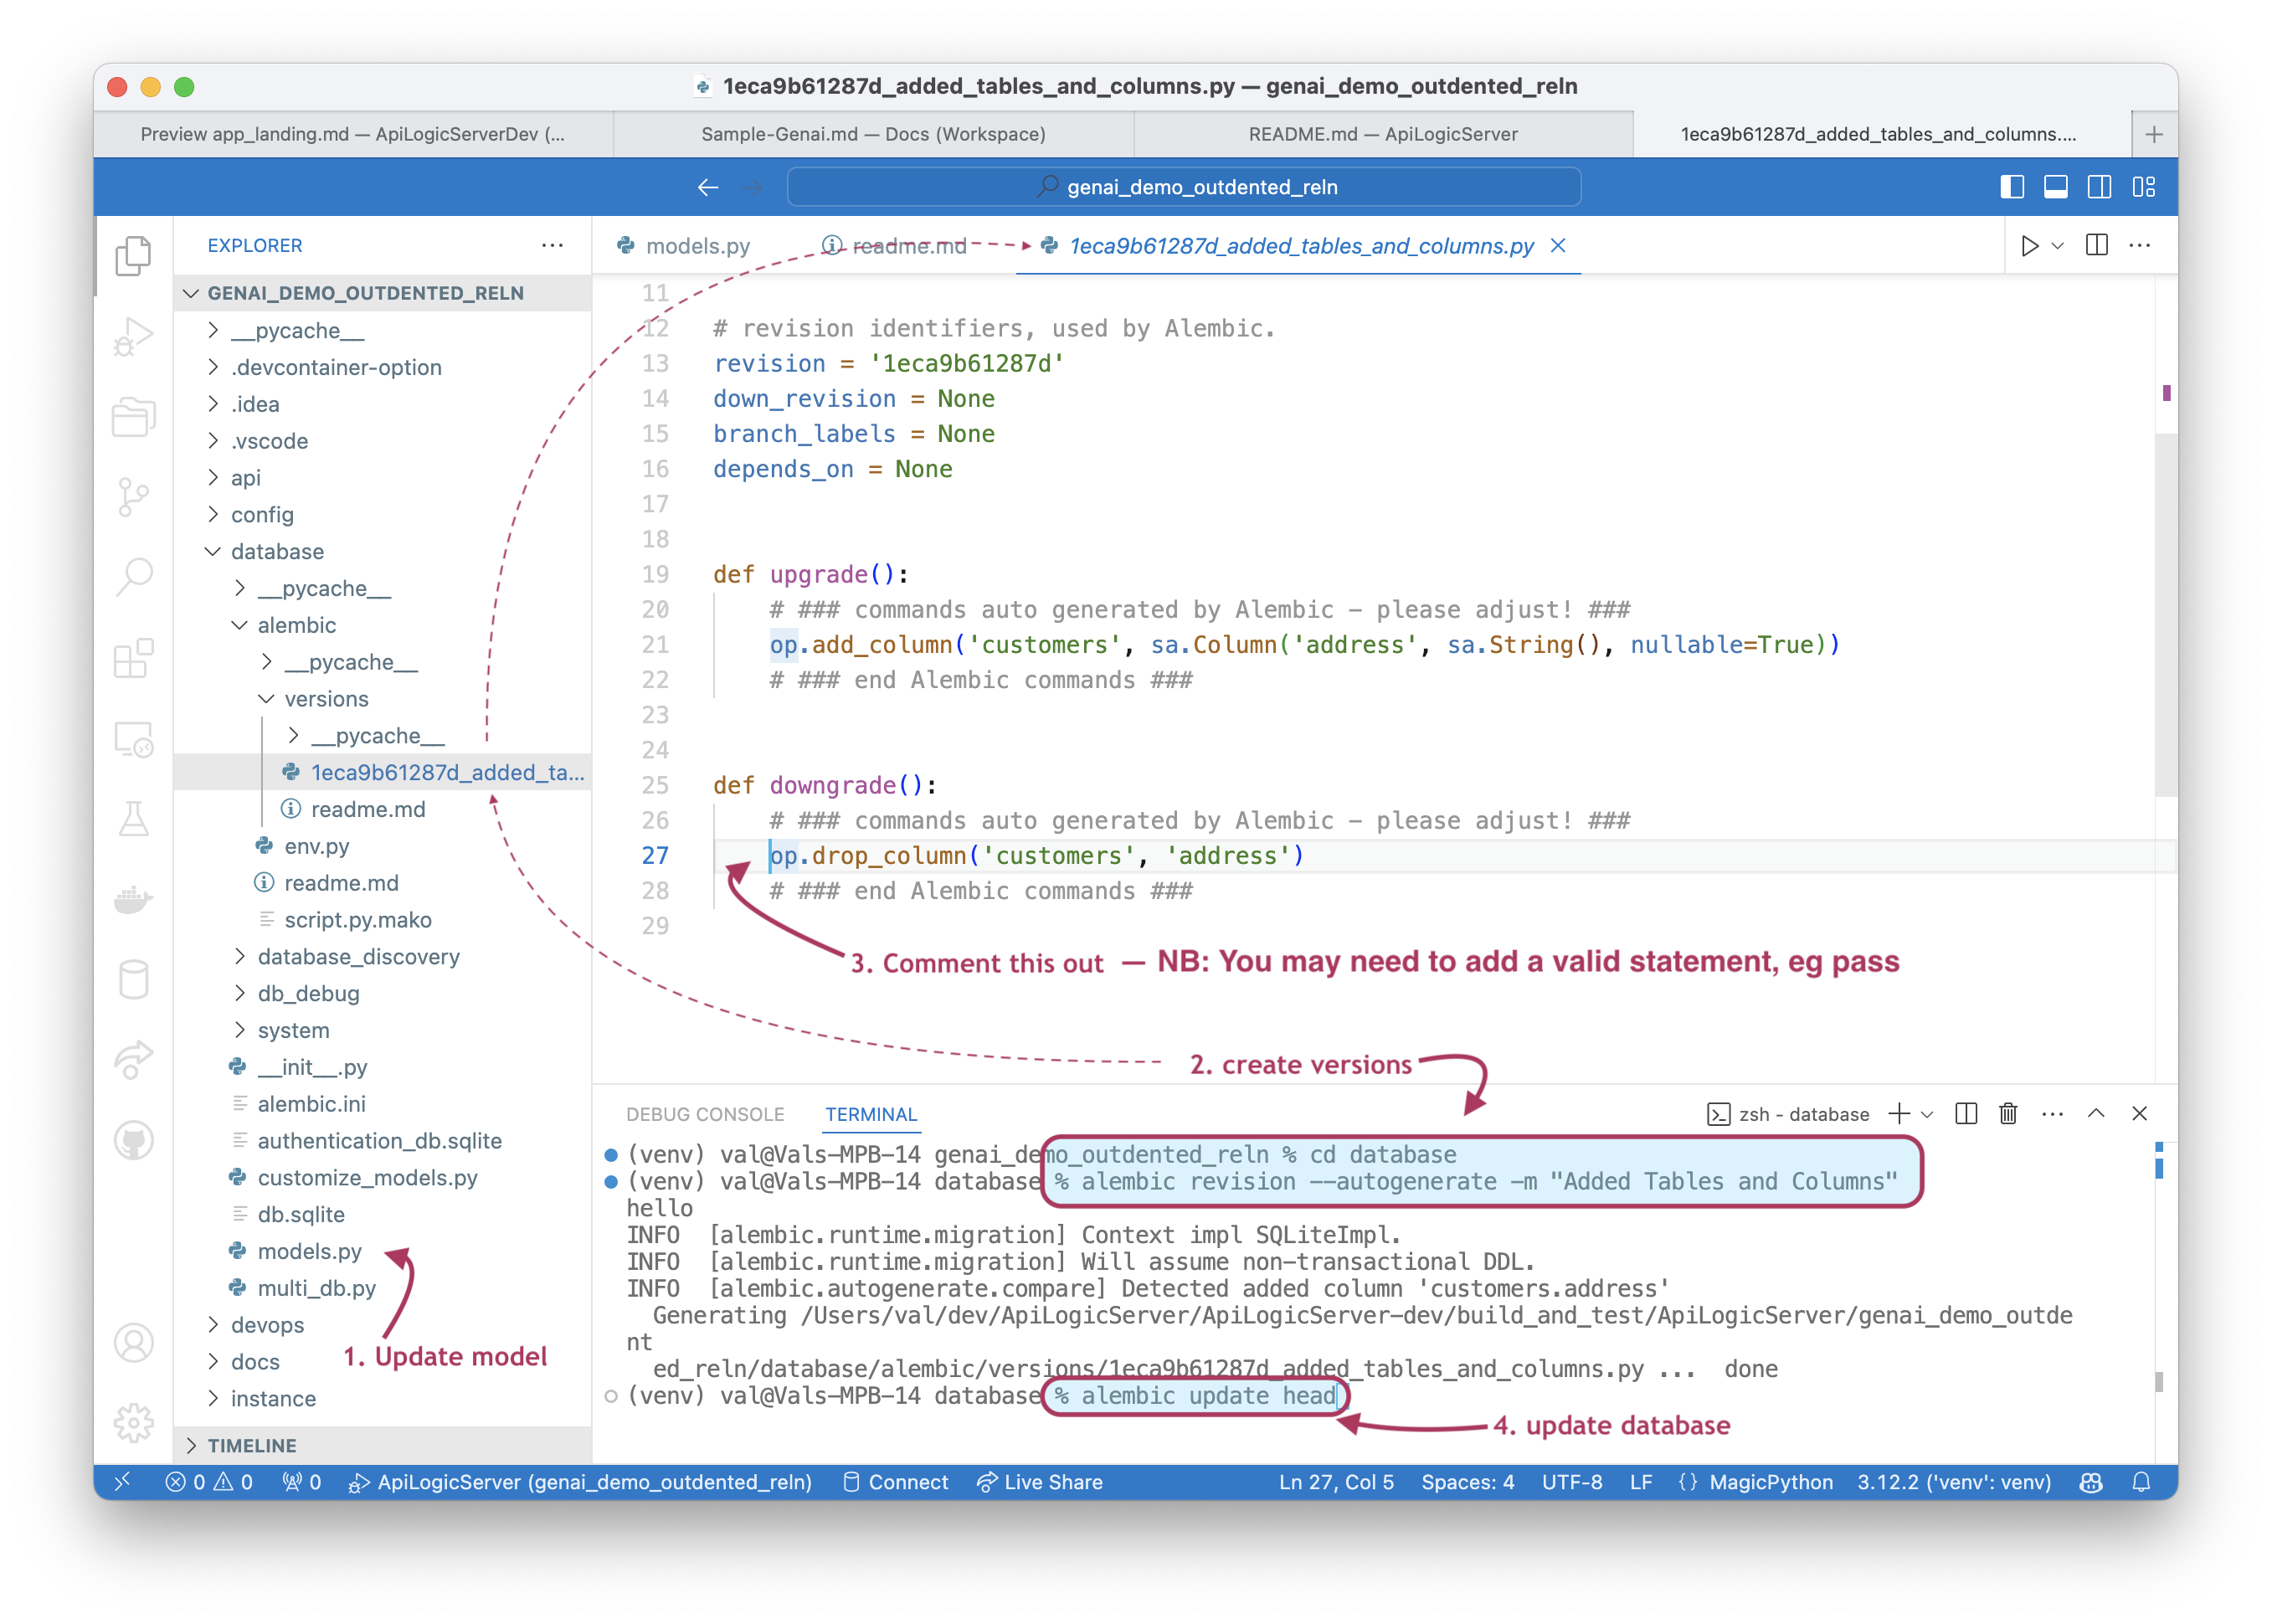 1eca9b61287d_added_tables_and_columns.py — genai_demo_outdented_reln
Preview app_landing.md — ApiLogicServerDev (...
Sample-Genai.md — Docs (Workspace)
README.md — ApiLogicServer
1eca9b61287d_added_tables_and_columns....
genai_demo_outdented_reln
EXPLORER
GENAI_DEMO_OUTDENTED_RELN
__pycache__
.devcontainer-option
.idea
.vscode
api
config
database
__pycache__
alembic
__pycache__
versions
__pycache__
1eca9b61287d_added_ta...
readme.md
env.py
readme.md
script.py.mako
database_discovery
db_debug
system
__init__.py
alembic.ini
authentication_db.sqlite
customize_models.py
db.sqlite
models.py
multi_db.py
devops
docs
instance
TIMELINE
1. Update model
models.py
readme.md
1eca9b61287d_added_tables_and_columns.py
11
12 # revision identifiers, used by Alembic.
13 revision = '1eca9b61287d'
14 down_revision = None
15 branch_labels = None
16 depends_on = None
17
18
19 def upgrade():
20 # ### commands auto generated by Alembic - please adjust! ###
21 op.add_column('customers', sa.Column('address', sa.String(), nullable=True))
22 # ### end Alembic commands ###
23
24
25 def downgrade():
26 # ### commands auto generated by Alembic - please adjust! ###
27 op.drop_column('customers', 'address')
28 # ### end Alembic commands ###
29
3. Comment this out — NB: You may need to add a valid statement, eg pass
2. create versions
DEBUG CONSOLE
TERMINAL
zsh - database
(venv) val@Vals-MPB-14 genai_demo_outdented_reln % cd database
(venv) val@Vals-MPB-14 database % alembic revision --autogenerate -m "Added Tables and Columns"
hello
INFO  [alembic.runtime.migration] Context impl SQLiteImpl.
INFO  [alembic.runtime.migration] Will assume non-transactional DDL.
INFO  [alembic.autogenerate.compare] Detected added column 'customers.address'
Generating /Users/val/dev/ApiLogicServer/ApiLogicServer-dev/build_and_test/ApiLogicServer/genai_demo_outde
nt
ed_reln/database/alembic/versions/1eca9b61287d_added_tables_and_columns.py ...  done
(venv) val@Vals-MPB-14 database % alembic update head
4. update database
0 0 0 ApiLogicServer (genai_demo_outdented_reln) Connect Live Share Ln 27, Col 5 Spaces: 4 UTF-8 LF {} MagicPython 3.12.2 ('venv': venv)